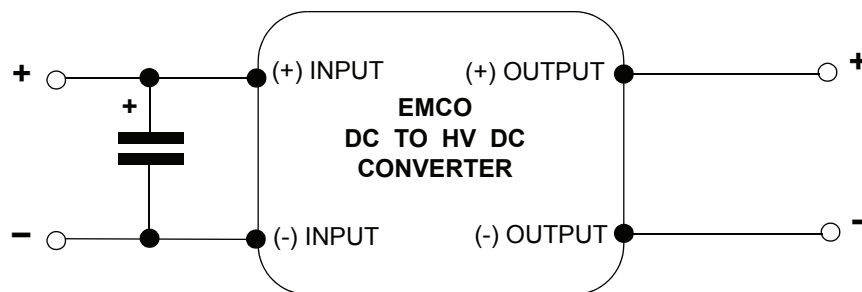 + (+) INPUT (+) OUTPUT +
+
EMCO
DC TO HV DC
CONVERTER
– (-) INPUT (-) OUTPUT –